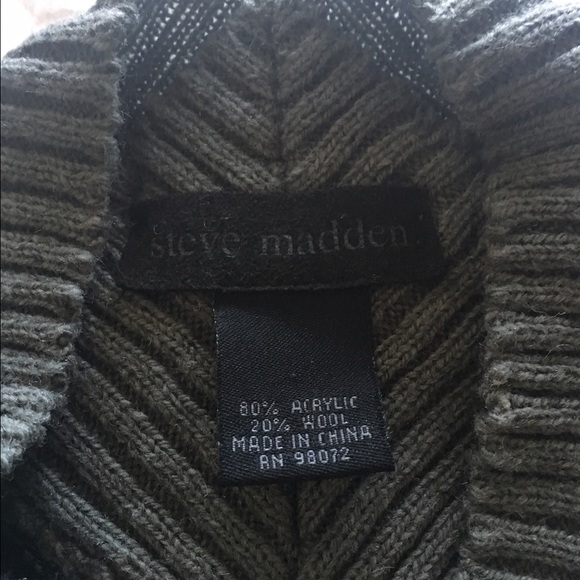 steve madden
80% ACRYLIC
20% WOOL
MADE IN CHINA
RN 98072